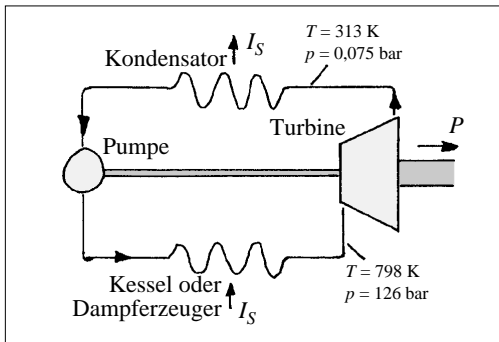 T = 313 K
I_S
p = 0,075 bar
Kondensator
Turbine
P
Pumpe
Kessel oder
Dampferzeuger
I_S
T = 798 K
p = 126 bar